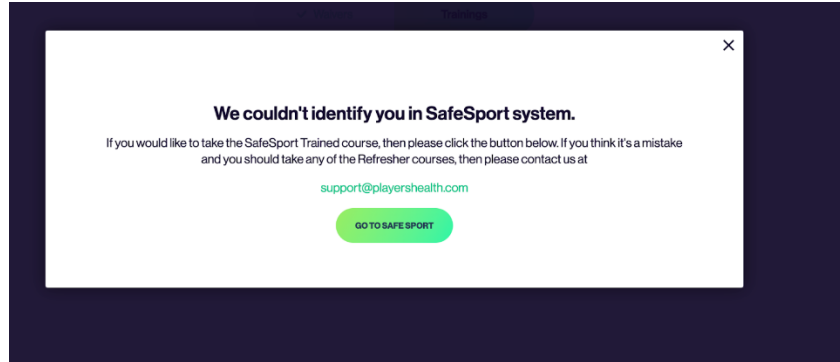 Trainings
We couldn't identify you in SafeSport system.
If you would like to take the SafeSport Trained course, then please click the button below. If you think it's a mistake
and you should take any of the Refresher courses, then please contact us at
support@playershealth.com
GO TO SAFE SPORT